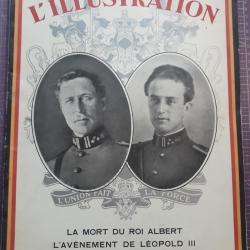 L'ILLUSTRATION
L'UNION FAIT LA FORCE
LA MORT DU ROI ALBERT
L'AVÈNEMENT DE LÉOPOLD III